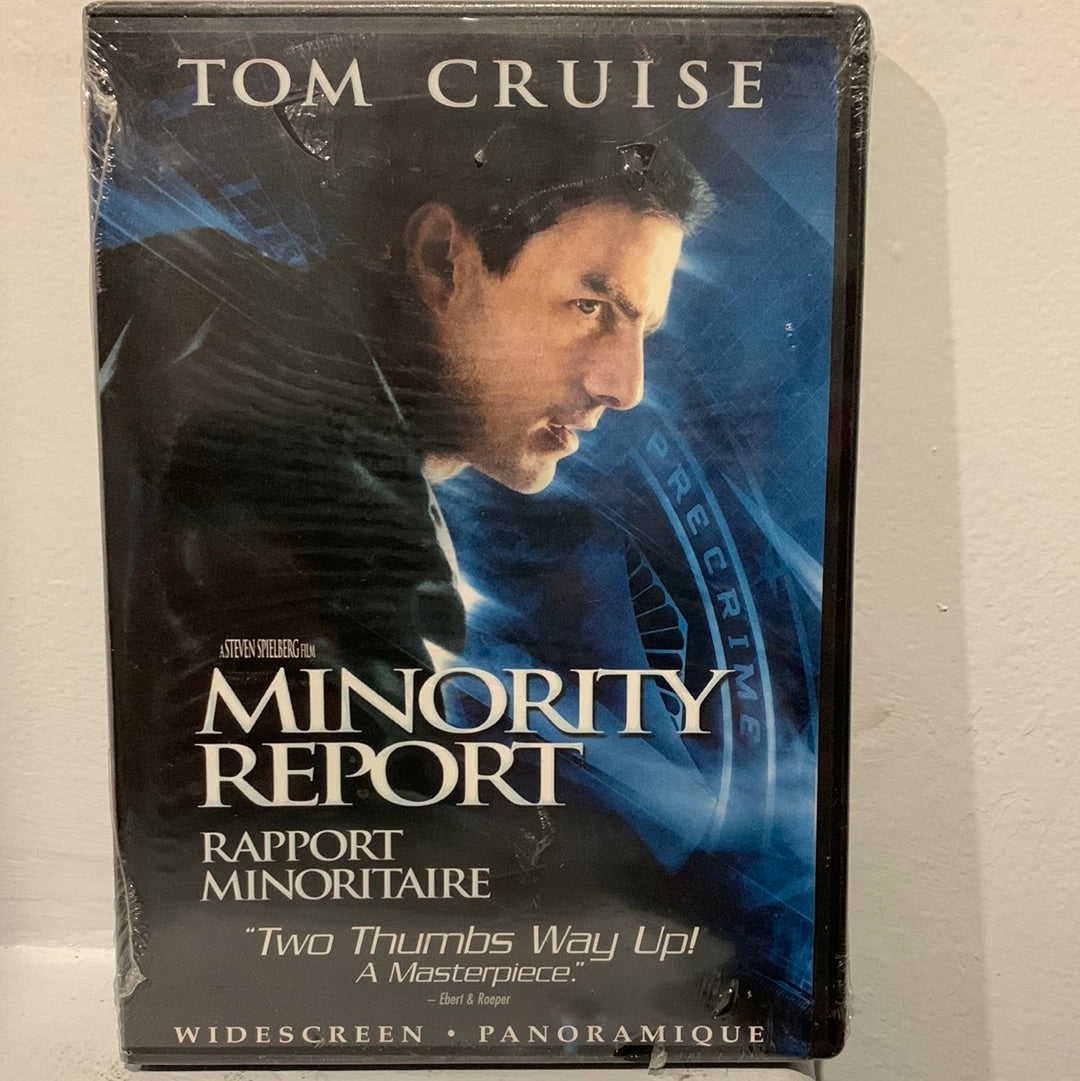 TOM CRUISE
PRECRIME
A STEVEN SPIELBERG FILM
MINORITY
REPORT
RAPPORT
MINORITAIRE
"Two Thumbs Way Up!
A Masterpiece."
– Ebert & Roeper
WIDESCREEN • PANORAMIQUE